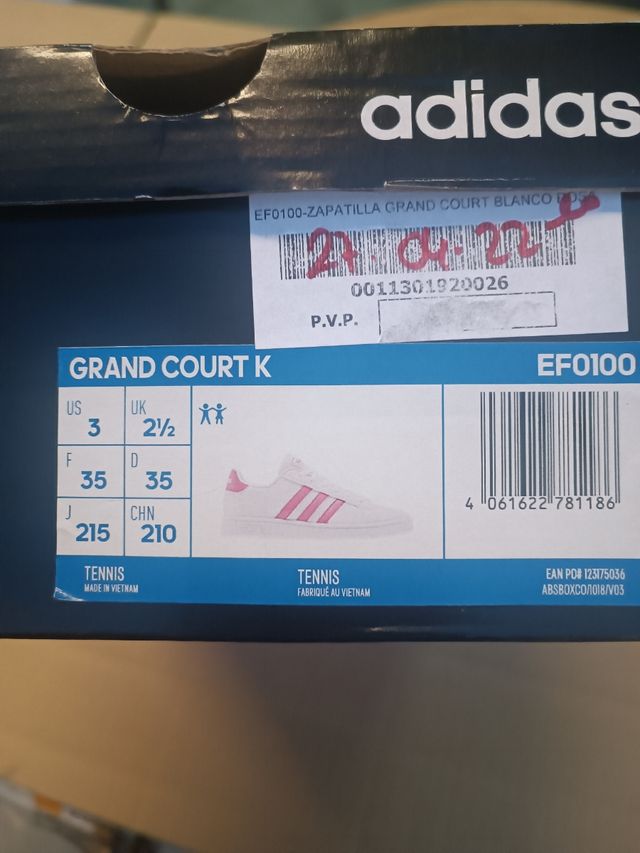 adidas
EF0100-ZAPATILLA GRAND COURT BLANCO ROSA
27.04.22
0011301920026
P.V.P.
GRAND COURT K
EF0100
US
3
UK
2½
F
35
D
35
J
215
CHN
210
4 061622 781186
TENNIS
MADE IN VIETNAM
TENNIS
FABRIQUÉ AU VIETNAM
EAN PD# 123175036
ABSBOXCO/1018/V03